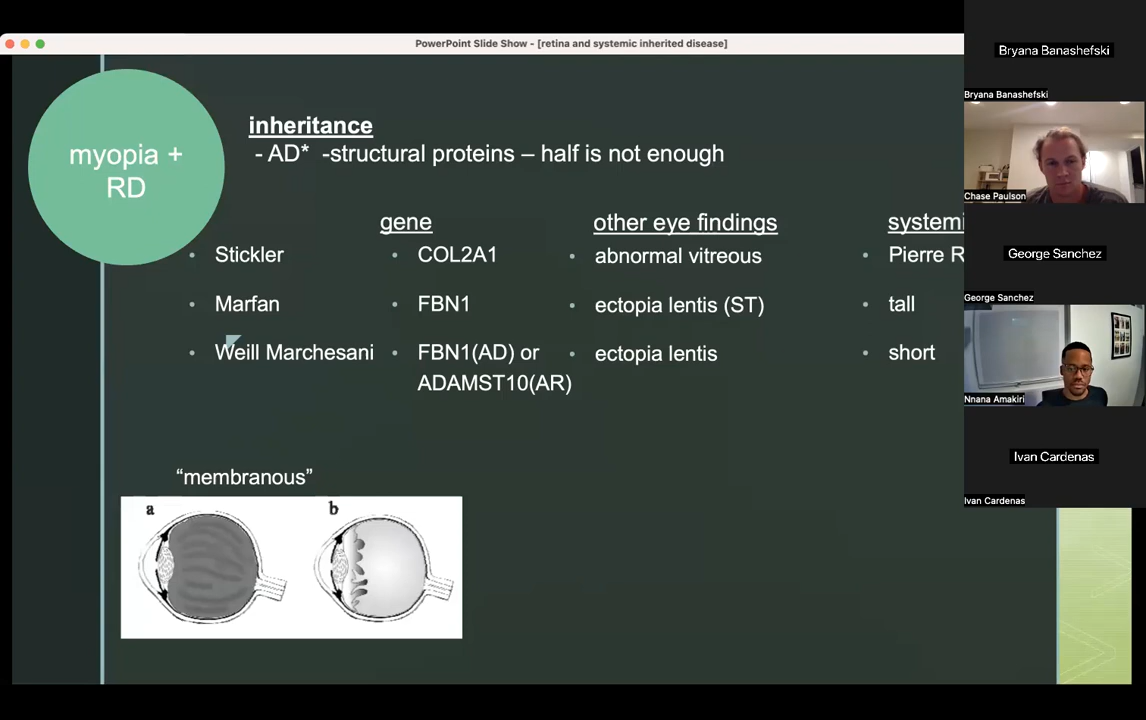 PowerPoint Slide Show - [retina and systemic inherited disease]
myopia +
RD
inheritance
- AD* -structural proteins – half is not enough
gene other eye findings systemi
• Stickler • COL2A1 • abnormal vitreous • Pierre R
• Marfan • FBN1 • ectopia lentis (ST) • tall
• Weill Marchesani • FBN1(AD) or • ectopia lentis • short
ADAMST10(AR)
“membranous”
a b
Bryana Banashefski
Bryana Banashefski
Chase Paulson
George Sanchez
George Sanchez
Nnana Amakiri
Ivan Cardenas
Ivan Cardenas